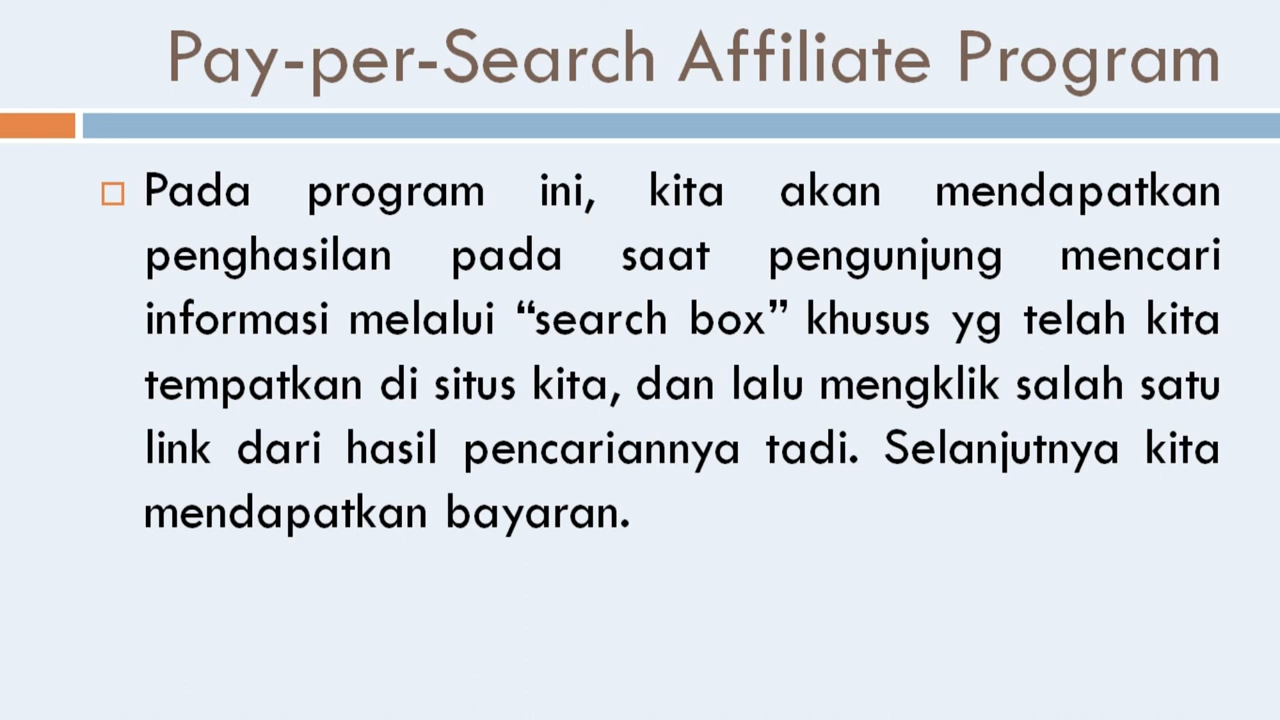 Pay-per-Search Affiliate Program
Pada program ini, kita akan mendapatkan
penghasilan pada saat pengunjung mencari
informasi melalui “search box” khusus yg telah kita
tempatkan di situs kita, dan lalu mengklik salah satu
link dari hasil pencariannya tadi. Selanjutnya kita
mendapatkan bayaran.